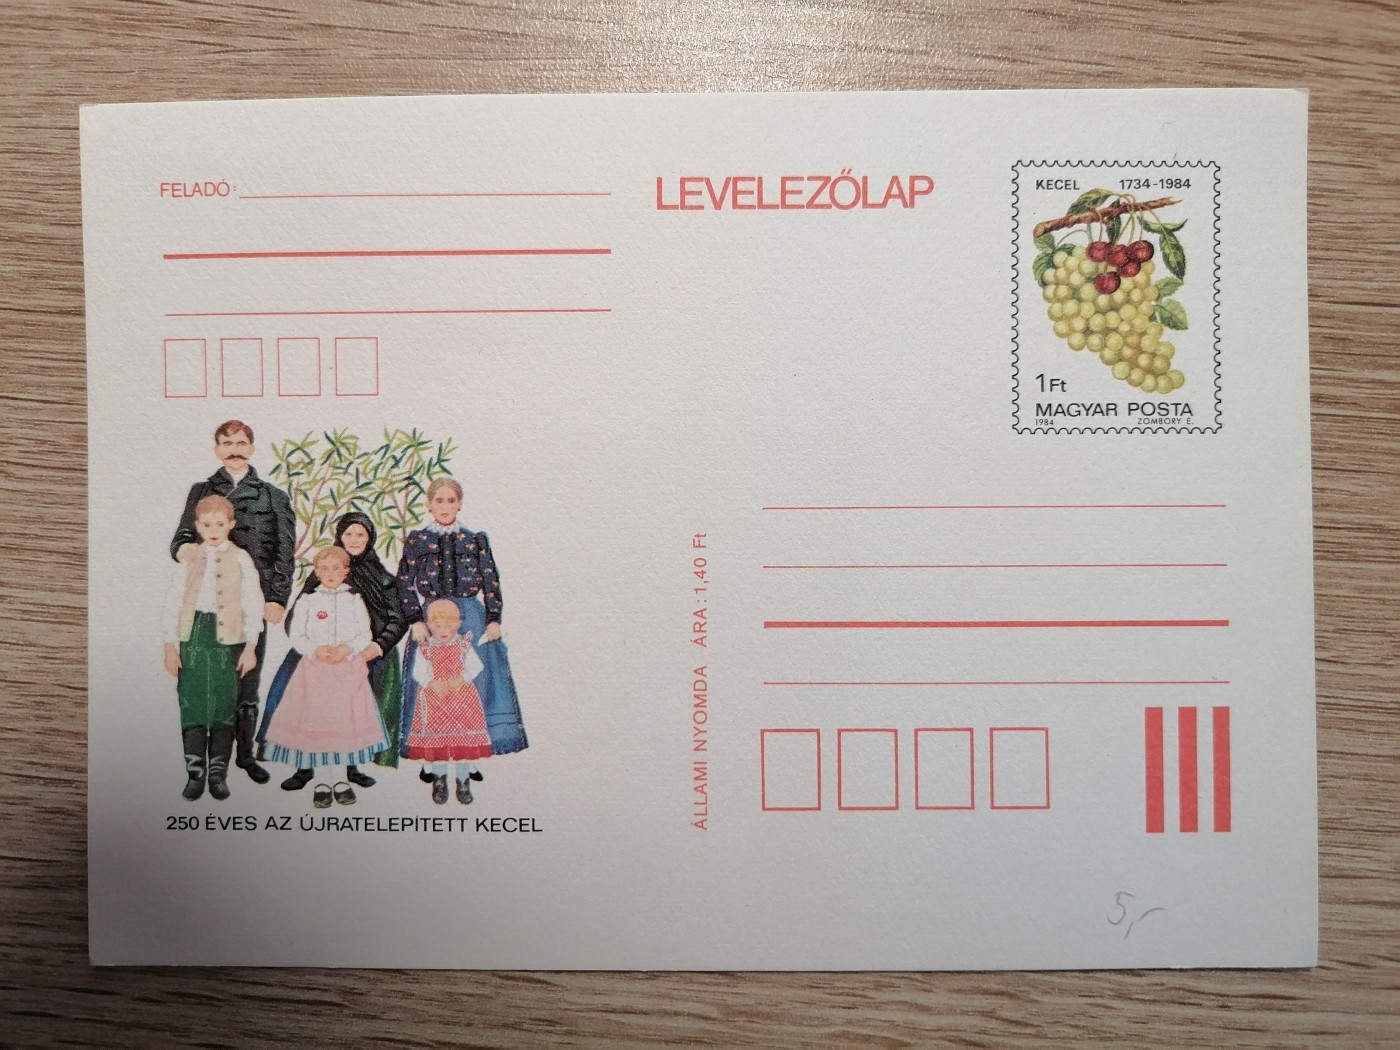 FELADÓ:
LEVELEZŐLAP
KECEL 1734-1984
1Ft
MAGYAR POSTA
1984 ZOMBORY É.
250 ÉVES AZ ÚJRATELEPÍTETT KECEL
ÁLLAMI NYOMDA ÁRA: 1,40 Ft
5,-